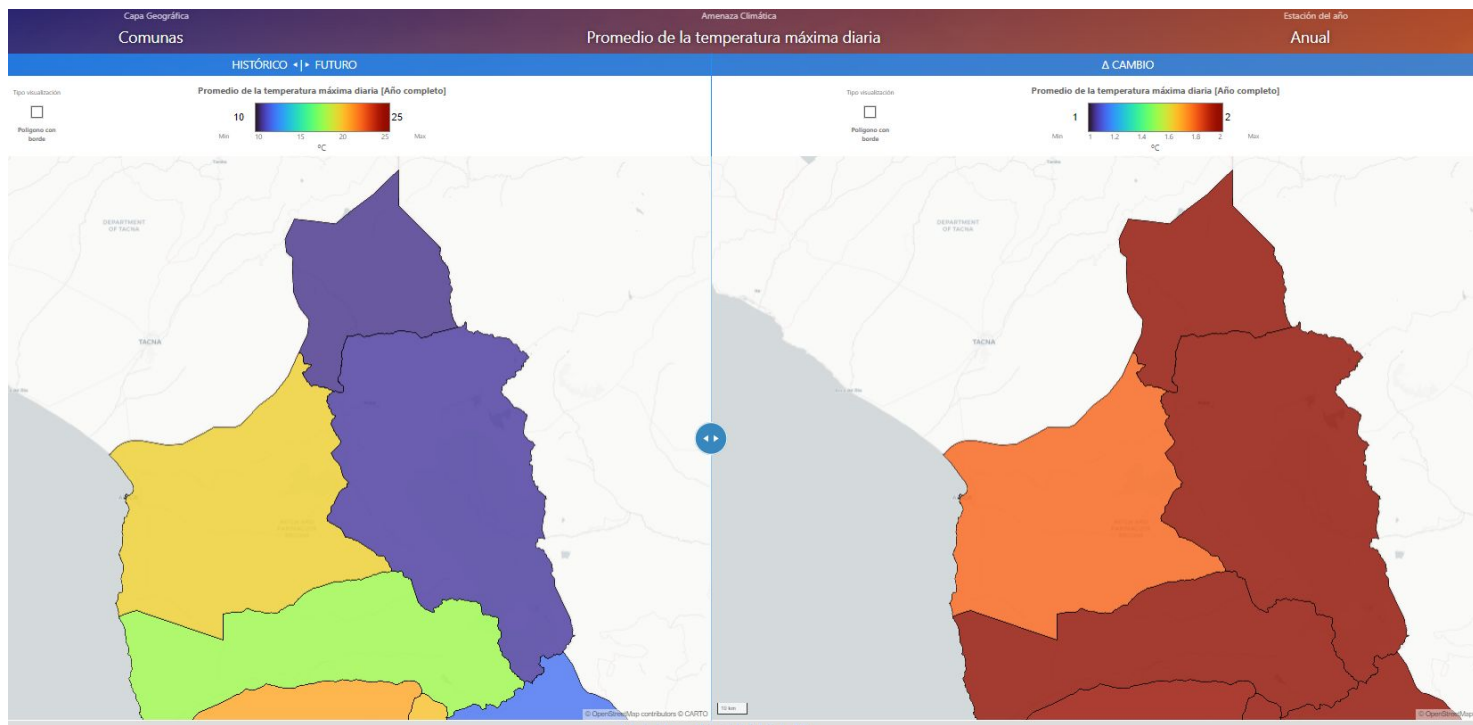 Capa Geográfica
Amenaza Climática
Estación del año
Comunas
Promedio de la temperatura máxima diaria
Anual
HISTÓRICO ◂|▸ FUTURO
Δ CAMBIO
Tipo visualización
Polígono con
borde
Promedio de la temperatura máxima diaria [Año completo]
10
25
Min
10
15
20
25
Max
ºC
Tipo visualización
Polígono con
borde
Promedio de la temperatura máxima diaria [Año completo]
1
2
Min
1
1.2
1.4
1.6
1.8
2
Max
ºC
DEPARTMENT
OF TACNA
TACNA
DEPARTMENT
OF TACNA
TACNA
© OpenStreetMap contributors © CARTO
10 km
© OpenStreetMap